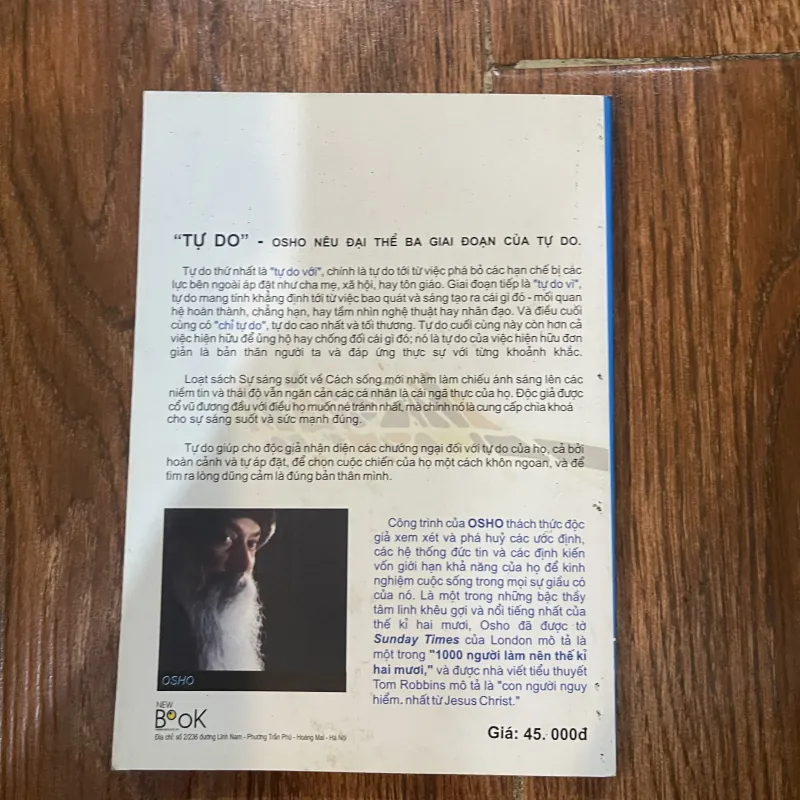 “TỰ DO” - OSHO NÊU ĐẠI THỂ BA GIAI ĐOẠN CỦA TỰ DO.
Tự do thứ nhất là "tự do với", chính là tự do tới từ việc phá bỏ các hạn chế bị các
lực bên ngoài áp đặt như cha mẹ, xã hội, hay tôn giáo. Giai đoạn tiếp là "tự do vì",
tự do mang tính khẳng định tới từ việc bao quát và sáng tạo ra cái gì đó - mối quan
hệ hoàn thành, chẳng hạn, hay tầm nhìn nghệ thuật hay nhân đạo. Và điều cuối
cùng có "chỉ tự do", tự do cao nhất và tối thượng. Tự do cuối cùng này còn hơn cả
việc hiện hữu để ủng hộ hay chống đối cái gì đó; nó là tự do của việc hiện hữu đơn
giản là bản thân người ta và đáp ứng thực sự với từng khoảnh khắc.
Loạt sách Sự sáng suốt về Cách sống mới nhằm làm chiếu ánh sáng lên các
niềm tin và thái độ vẫn ngăn cản các cá nhân là cái ngã thực của họ. Độc giả được
cổ vũ đương đầu với điều họ muốn né tránh nhất, mà chính nó là cung cấp chìa khoá
cho sự sáng suốt và sức mạnh đúng.
Tự do giúp cho độc giả nhận diện các chướng ngại đối với tự do của họ, cả bởi
hoàn cảnh và tự áp đặt, để chọn cuộc chiến của họ một cách khôn ngoan, và để
tìm ra lòng dũng cảm là đúng bản thân mình.
Công trình của OSHO thách thức độc
giả xem xét và phá huỷ các ước định,
các hệ thống đức tin và các định kiến
vốn giới hạn khả năng của họ để kinh
nghiệm cuộc sống trong mọi sự giầu có
của nó. Là một trong những bậc thầy
tâm linh khêu gợi và nổi tiếng nhất của
thế kỉ hai mươi, Osho đã được tờ
Sunday Times của London mô tả là
một trong "1000 người làm nên thế kỉ
hai mươi," và được nhà viết tiểu thuyết
Tom Robbins mô tả là "con người nguy
hiểm. nhất từ Jesus Christ."
OSHO
NEW
BOOK
Địa chỉ: số 2/236 đường Lĩnh Nam - Phường Trần Phú - Hoàng Mai - Hà Nội
Giá: 45. 000đ